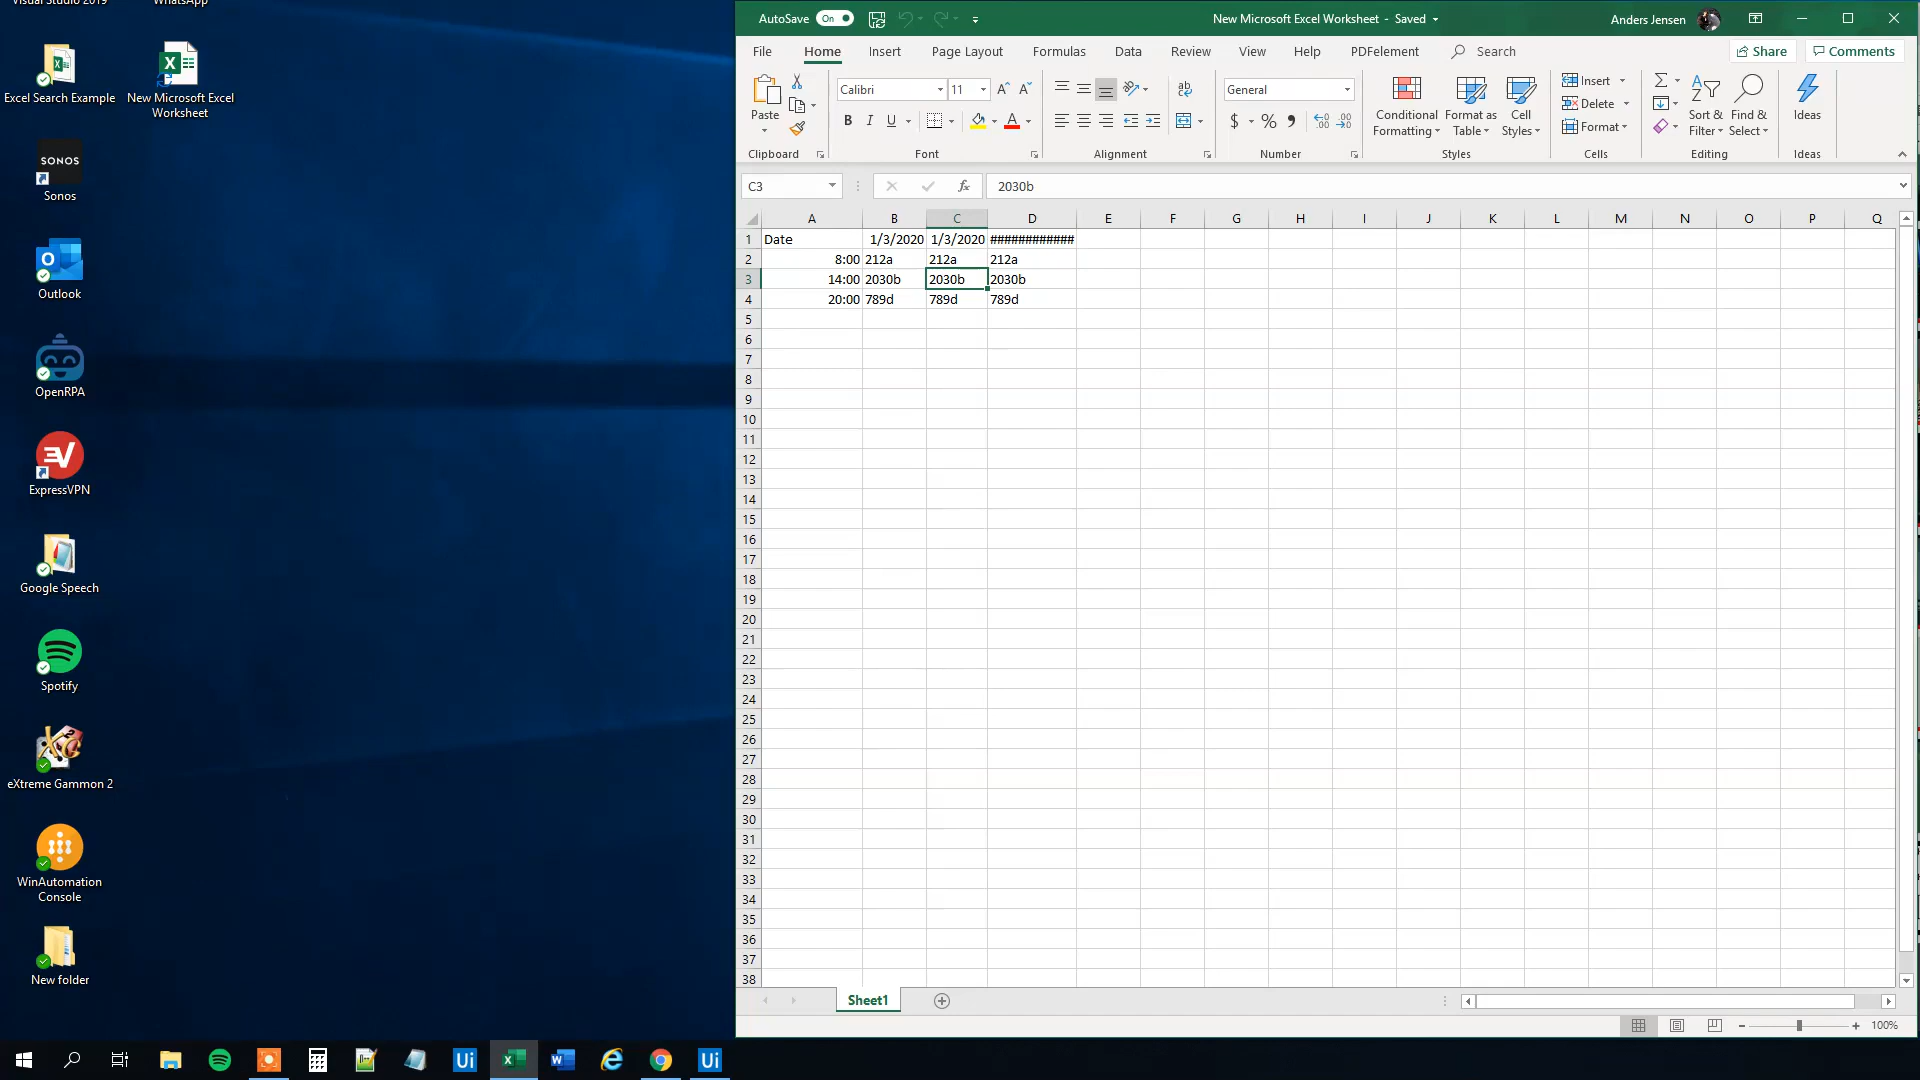 Visual Studio 2019
WhatsApp
Excel Search Example
New Microsoft Excel
Worksheet
SONOS
Sonos
Outlook
OpenRPA
ExpressVPN
Google Speech
Spotify
eXtreme Gammon 2
WinAutomation
Console
New folder
AutoSave On
New Microsoft Excel Worksheet - Saved
Anders Jensen
File Home Insert Draw Page Layout Formulas Data Review View Help PDFelement Search Share Comments
Calibri 11 General
Paste
B I U
$ % 9
Conditional
Formatting
Format as
Table
Cell
Styles
Insert
Delete
Format
Sort &
Filter
Find &
Select
Ideas
Clipboard Font Alignment Number Styles Cells Editing Ideas
C3 fx 2030b
A B C D E F G H I J K L M N O P Q
1 Date 1/3/2020 1/3/2020 ############
2 8:00 212a 212a 212a
3 14:00 2030b 2030b 2030b
4 20:00 789d 789d 789d
5
6
7
8
9
10
11
12
13
14
15
16
17
18
19
20
21
22
23
24
25
26
27
28
29
30
31
32
33
34
35
36
37
38
Sheet1
100%